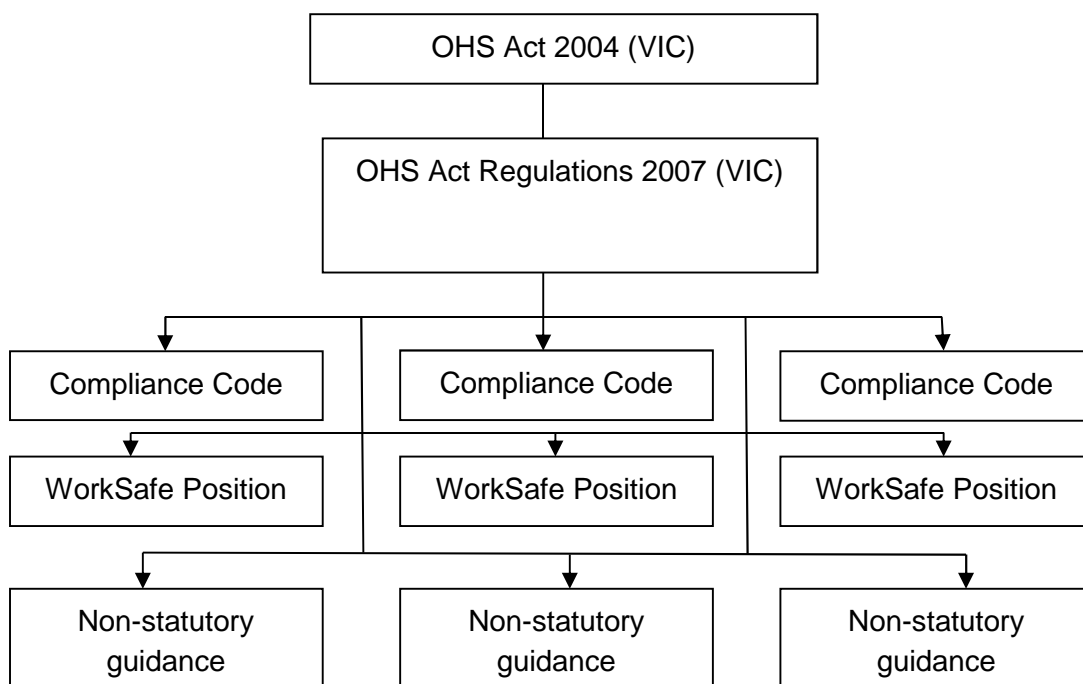 OHS Act 2004 (VIC)
OHS Act Regulations 2007 (VIC)
Compliance Code
Compliance Code
Compliance Code
WorkSafe Position
WorkSafe Position
WorkSafe Position
Non-statutory
guidance
Non-statutory
guidance
Non-statutory
guidance